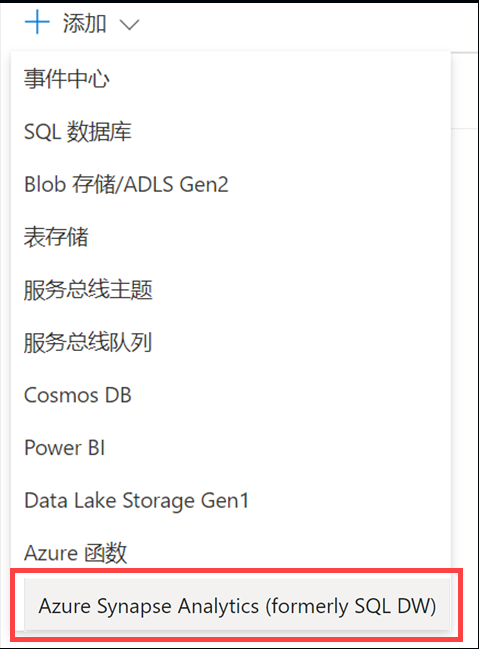 添加
事件中心
SQL 数据库
Blob 存储/ADLS Gen2
表存储
服务总线主题
服务总线队列
Cosmos DB
Power BI
Data Lake Storage Gen1
Azure 函数
Azure Synapse Analytics (formerly SQL DW)